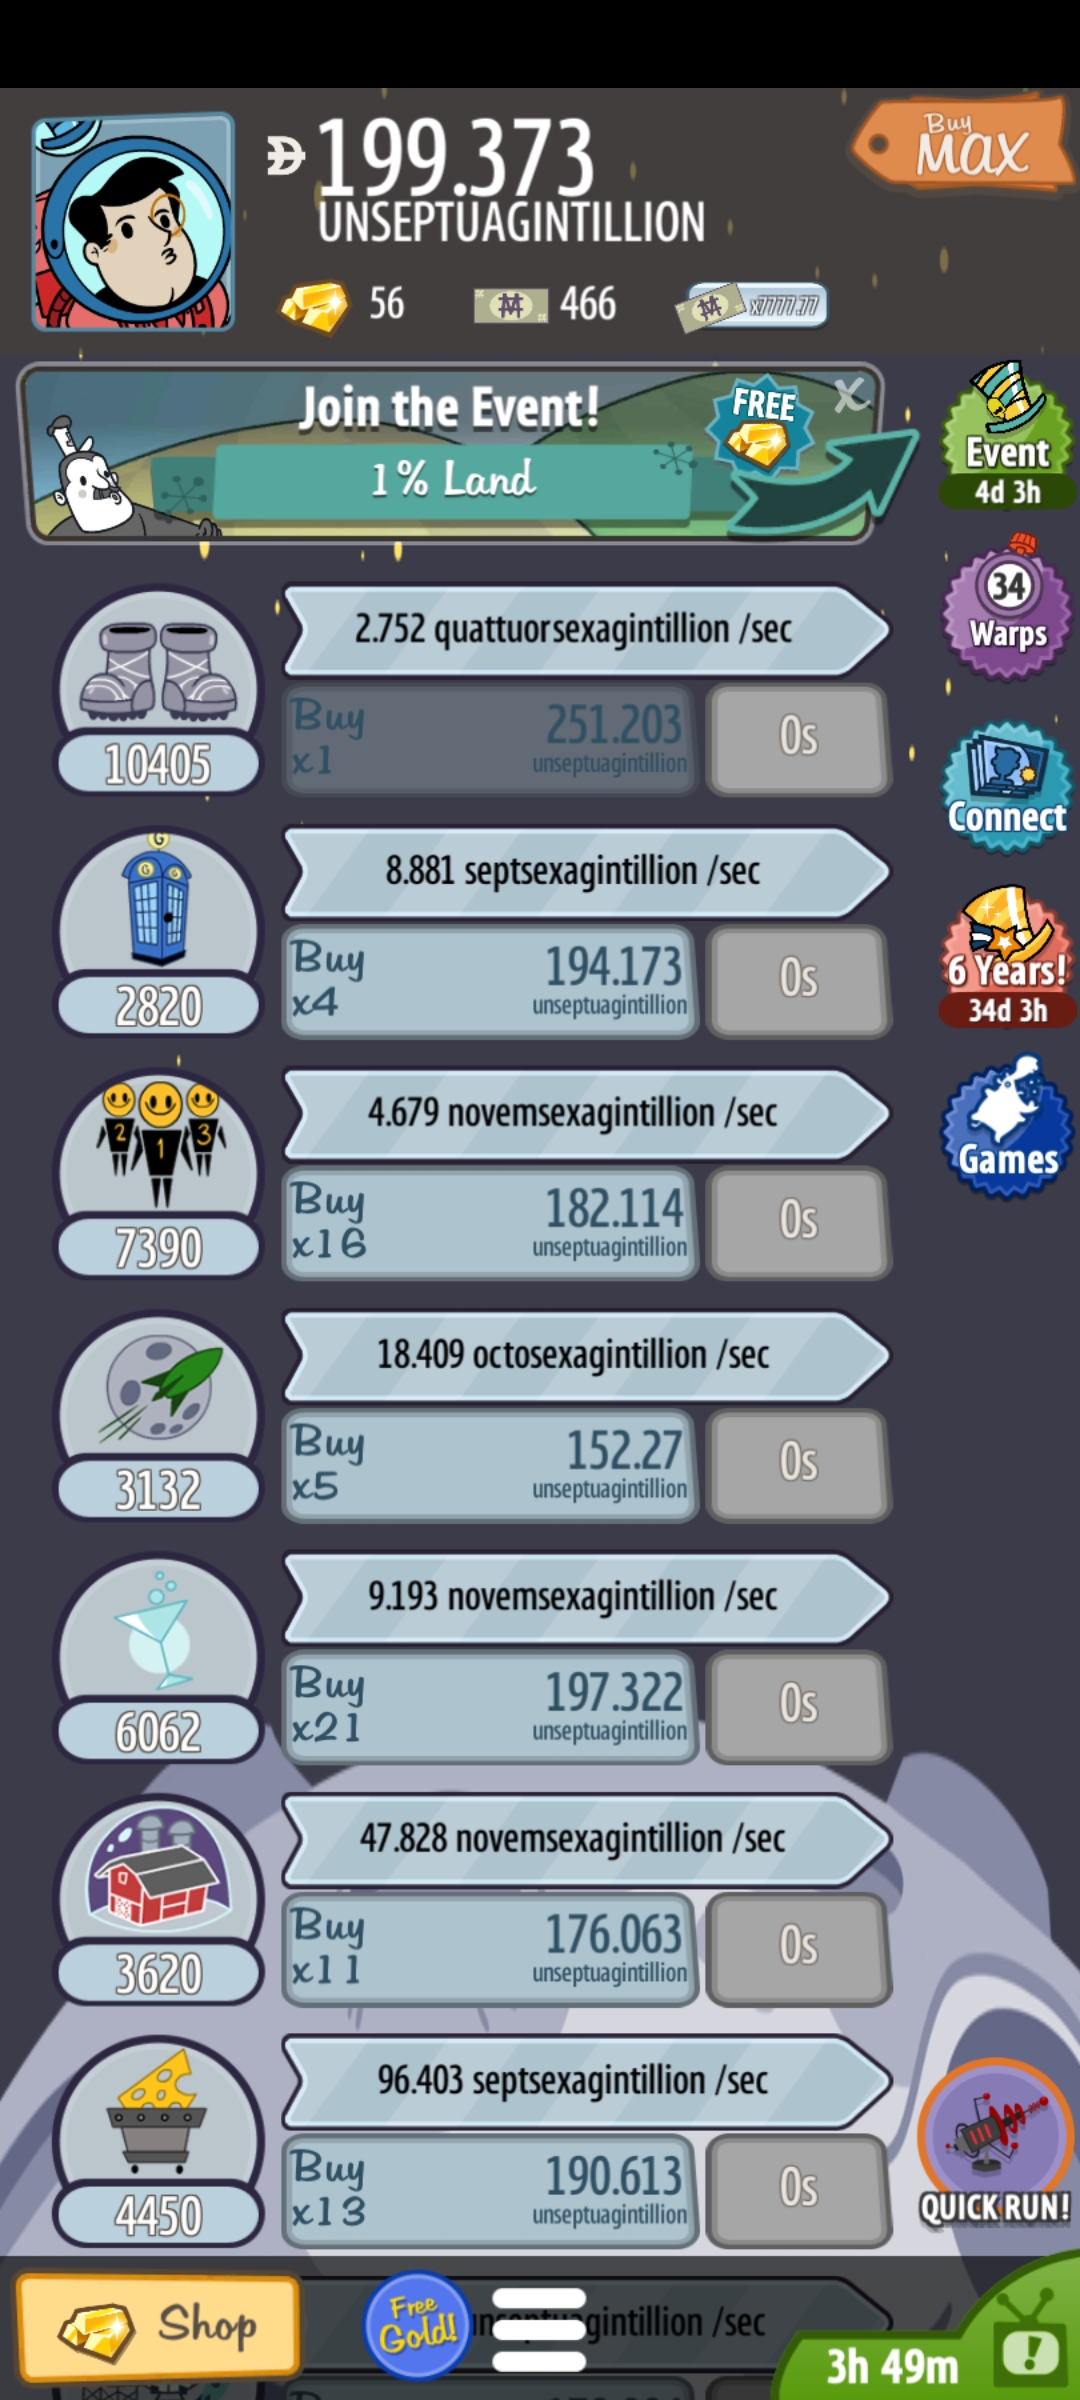 199.373
UNSEPTUAGINTILLION
Buy
MAX
56
466
x7777.77
Join the Event!
1% Land
FREE
Event
4d 3h
2.752 quattuorsexagintillion /sec
Buy
x1
251.203
unseptuagintillion
0s
10405
34
Warps
8.881 septsexagintillion /sec
Buy
x4
194.173
unseptuagintillion
0s
2820
Connect
6 Years!
34d 3h
4.679 novemsexagintillion /sec
Buy
x16
182.114
unseptuagintillion
0s
2 1 3
7390
Games
18.409 octosexagintillion /sec
Buy
x5
152.27
unseptuagintillion
0s
3132
9.193 novemsexagintillion /sec
Buy
x21
197.322
unseptuagintillion
0s
6062
47.828 novemsexagintillion /sec
Buy
x11
176.063
unseptuagintillion
0s
3620
96.403 septsexagintillion /sec
Buy
x13
190.613
unseptuagintillion
0s
4450
QUICK RUN!
Shop
Free
Gold!
/sec
3h 49m